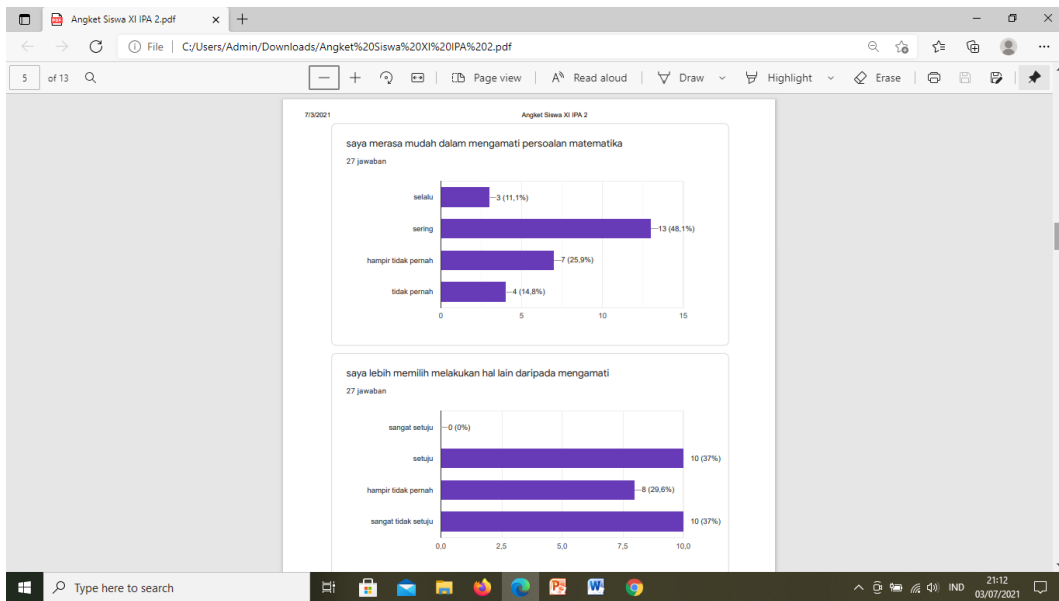 Angket Siswa XI IPA 2.pdf
File C:/Users/Admin/Downloads/Angket%20Siswa%20XI%20IPA%202.pdf
5 of 13 Page view Read aloud Draw Highlight Erase
7/3/2021 Angket Siswa XI IPA 2
saya merasa mudah dalam mengamati persoalan matematika
27 jawaban
selalu 3 (11,1%)
sering 13 (48,1%)
hampir tidak pernah 7 (25,9%)
tidak pernah 4 (14,8%)
0 5 10 15
saya lebih memilih melakukan hal lain daripada mengamati
27 jawaban
sangat setuju 0 (0%)
setuju 10 (37%)
hampir tidak pernah 8 (29,6%)
sangat tidak setuju 10 (37%)
0,0 2,5 5,0 7,5 10,0
Type here to search
IND
21:12
03/07/2021